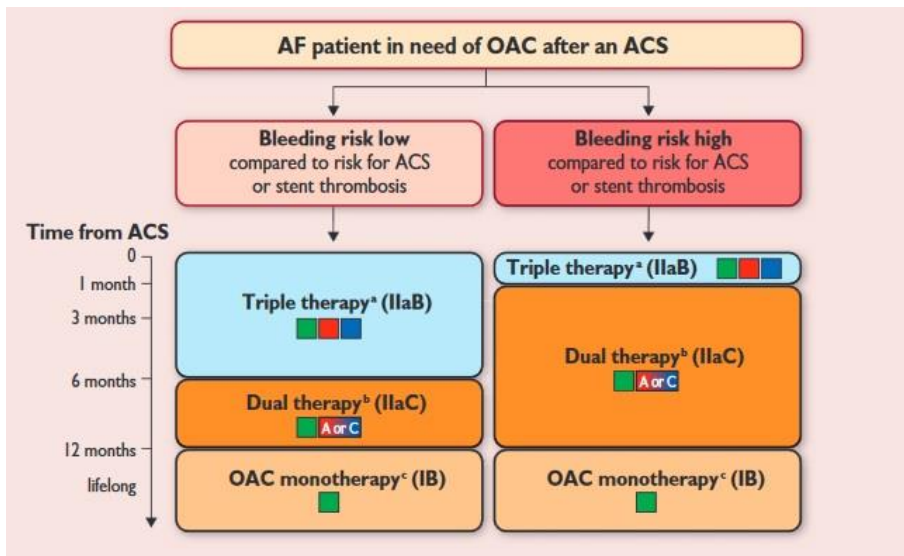 AF patient in need of OAC after an ACS
Bleeding risk low
compared to risk for ACS
or stent thrombosis
Bleeding risk high
compared to risk for ACS
or stent thrombosis
Time from ACS
0
1 month
3 months
6 months
12 months
lifelong
Triple therapyᵃ (IIaB)
Dual therapyᵇ (IIaC)
A or C
OAC monotherapyᶜ (IB)
Triple therapyᵃ (IIaB)
Dual therapyᵇ (IIaC)
A or C
OAC monotherapyᶜ (IB)